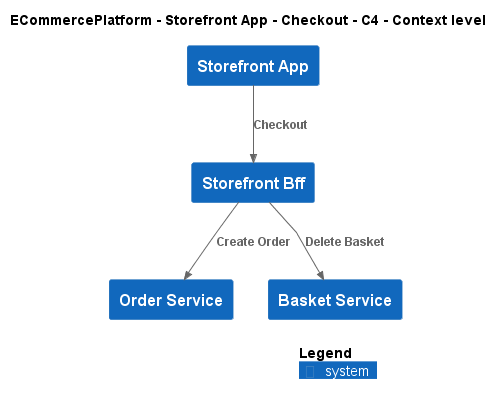 ECommercePlatform - Storefront App - Checkout - C4 - Context level
Storefront App
Checkout
Storefront Bff
Create Order
Delete Basket
Order Service
Basket Service
Legend
system